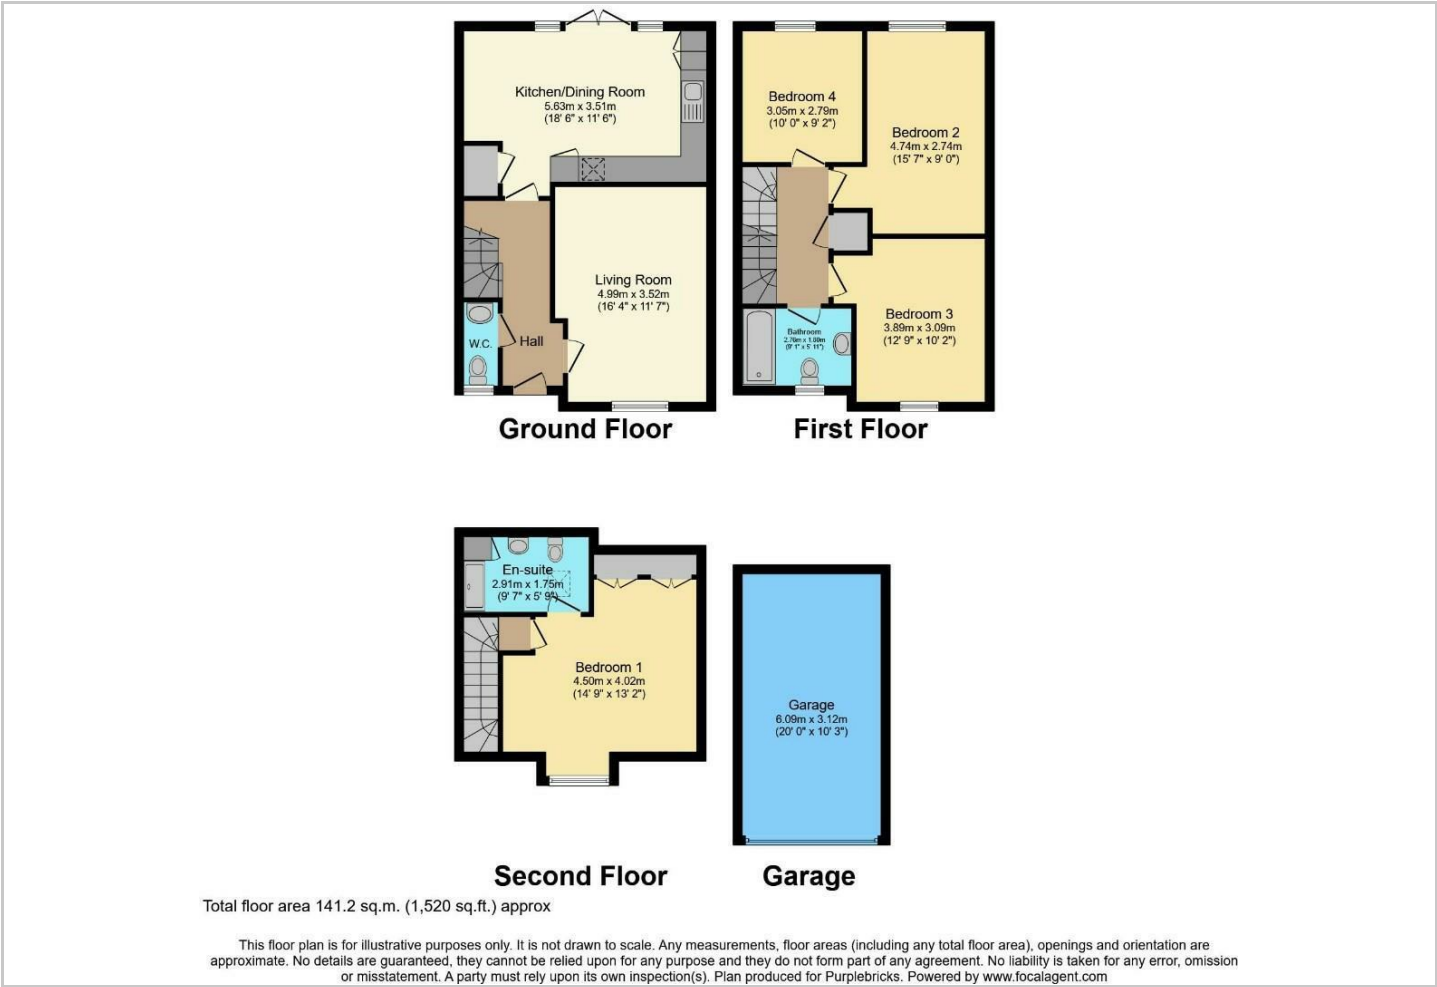 Kitchen/Dining Room
5.63m x 3.51m
(18' 6" x 11' 6")
Living Room
4.99m x 3.52m
(16' 4" x 11' 7")
W.C.
Hall
Ground Floor
Bedroom 4
3.05m x 2.79m
(10' 0" x 9' 2")
Bedroom 2
4.74m x 2.74m
(15' 7" x 9' 0")
Bedroom 3
3.89m x 3.09m
(12' 9" x 10' 2")
Bathroom
(9' 1" x 5' 11")
First Floor
En-suite
2.91m x 1.75m
(9' 7" x 5' 9")
Bedroom 1
4.50m x 4.02m
(14' 9" x 13' 2")
Second Floor
Garage
6.09m x 3.12m
(20' 0" x 10' 3")
Garage
Total floor area 141.2 sq.m. (1,520 sq.ft.) approx
This floor plan is for illustrative purposes only. It is not drawn to scale. Any measurements, floor areas (including any total floor area), openings and orientation are
approximate. No details are guaranteed, they cannot be relied upon for any purpose and they do not form part of any agreement. No liability is taken for any error, omission
or misstatement. A party must rely upon its own inspection(s). Plan produced for Purplebricks. Powered by www.focalagent.com